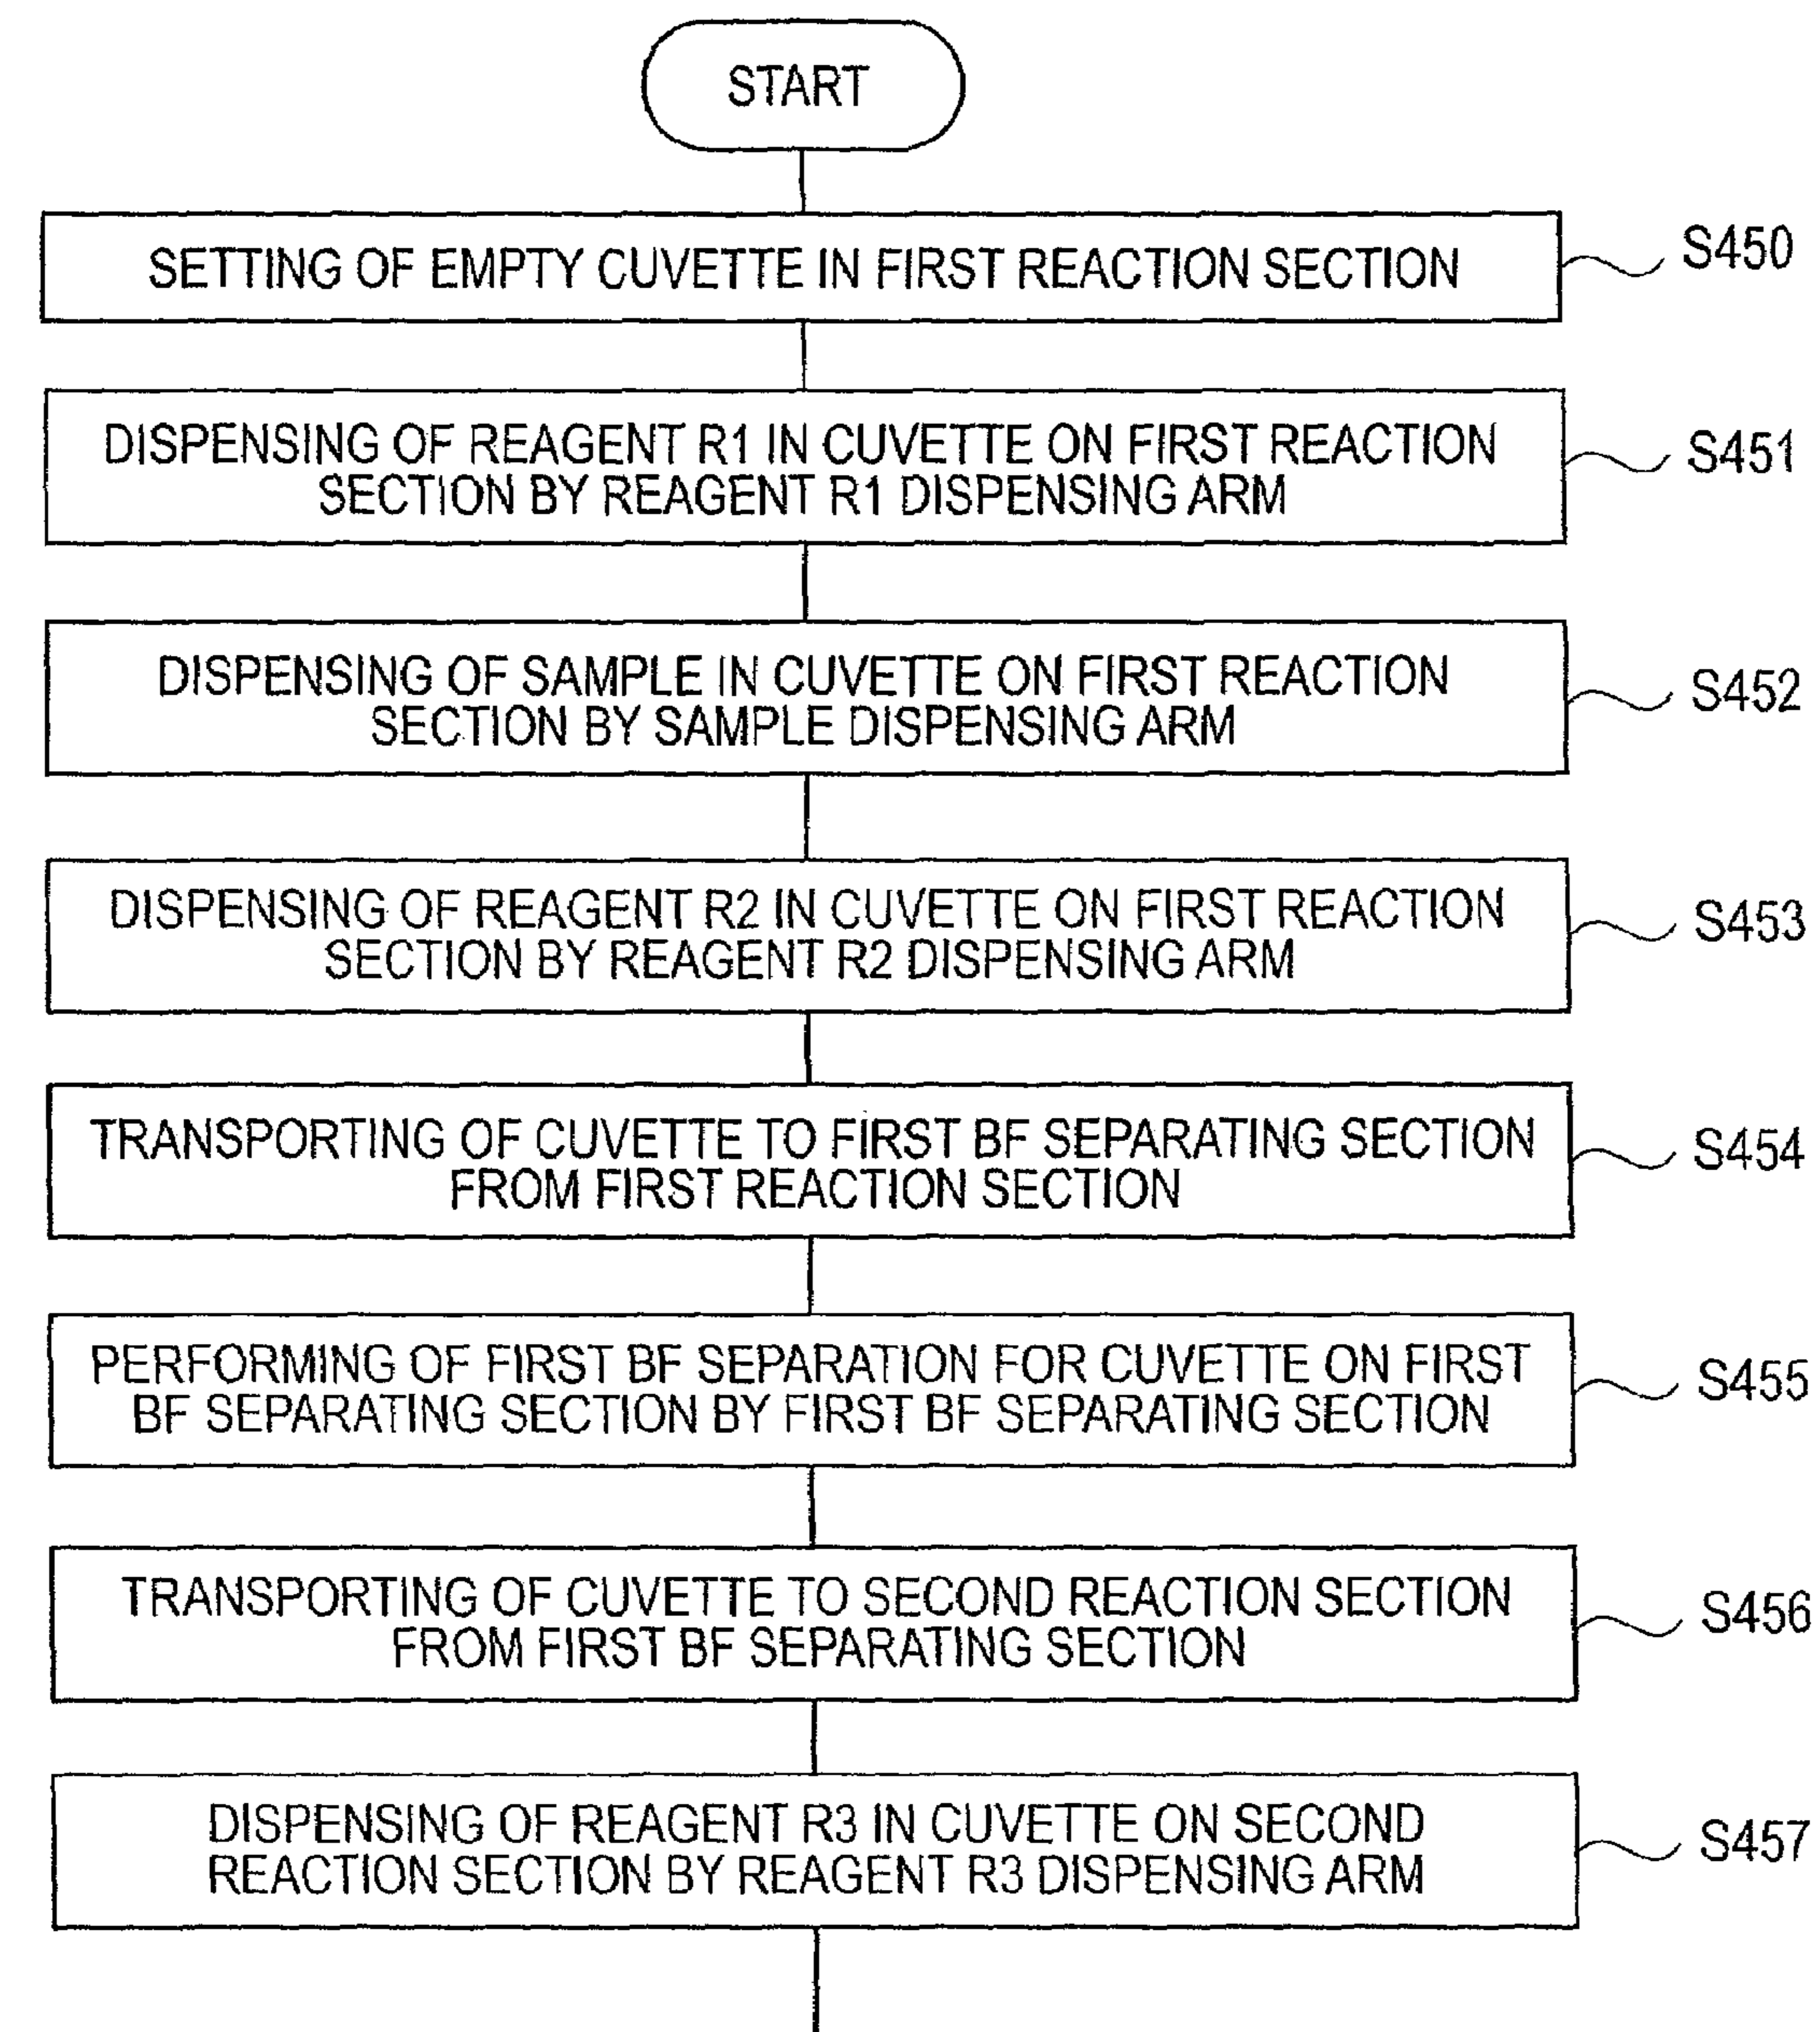 START
SETTING OF EMPTY CUVETTE IN FIRST REACTION SECTION
S450
DISPENSING OF REAGENT R1 IN CUVETTE ON FIRST REACTION
SECTION BY REAGENT R1 DISPENSING ARM
S451
DISPENSING OF SAMPLE IN CUVETTE ON FIRST REACTION
SECTION BY SAMPLE DISPENSING ARM
S452
DISPENSING OF REAGENT R2 IN CUVETTE ON FIRST REACTION
SECTION BY REAGENT R2 DISPENSING ARM
S453
TRANSPORTING OF CUVETTE TO FIRST BF SEPARATING SECTION
FROM FIRST REACTION SECTION
S454
PERFORMING OF FIRST BF SEPARATION FOR CUVETTE ON FIRST
BF SEPARATING SECTION BY FIRST BF SEPARATING SECTION
S455
TRANSPORTING OF CUVETTE TO SECOND REACTION SECTION
FROM FIRST BF SEPARATING SECTION
S456
DISPENSING OF REAGENT R3 IN CUVETTE ON SECOND
REACTION SECTION BY REAGENT R3 DISPENSING ARM
S457